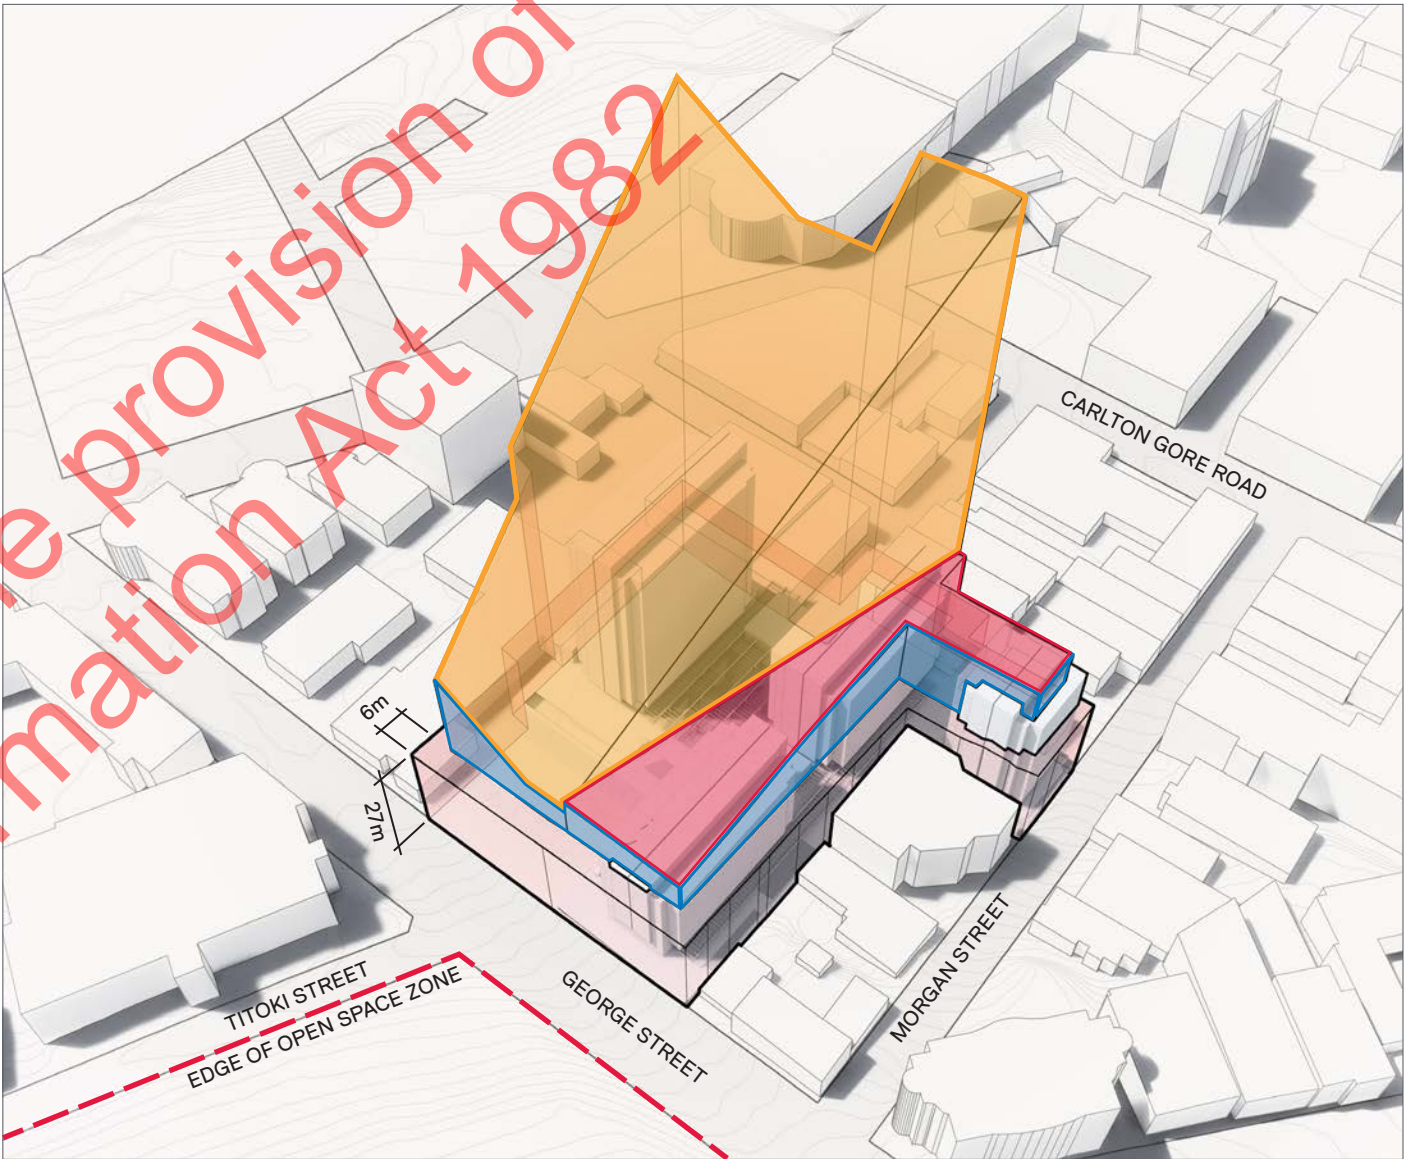 e provision of
mation Act 1982
CARLTON GORE ROAD
6m
27m
TITOKI STREET
EDGE OF OPEN SPACE ZONE
GEORGE STREET
MORGAN STREET